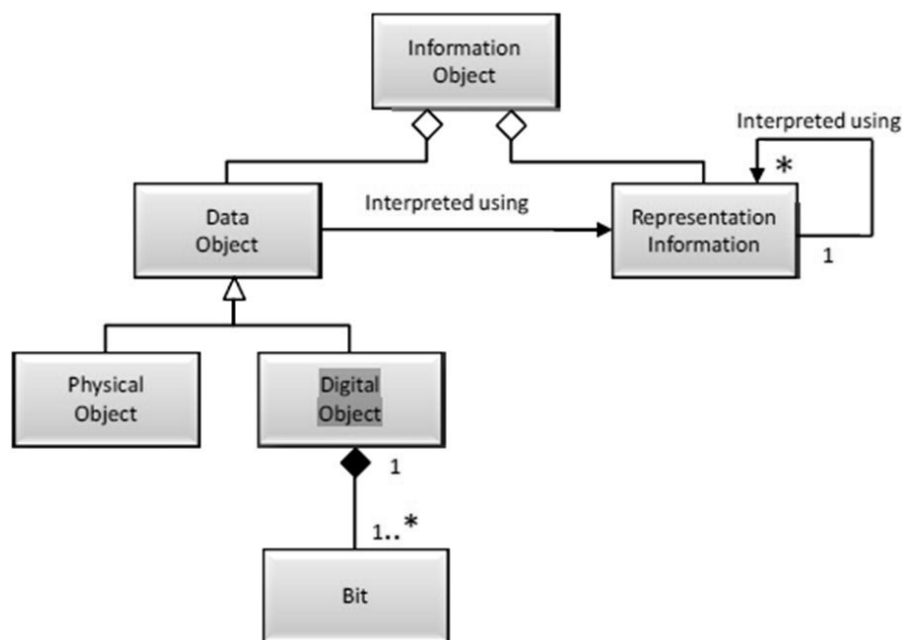 Information
Object
Interpreted using
*
Data
Object
Interpreted using
Representation
Information
1
Physical
Object
Digital
Object
1
1..*
Bit